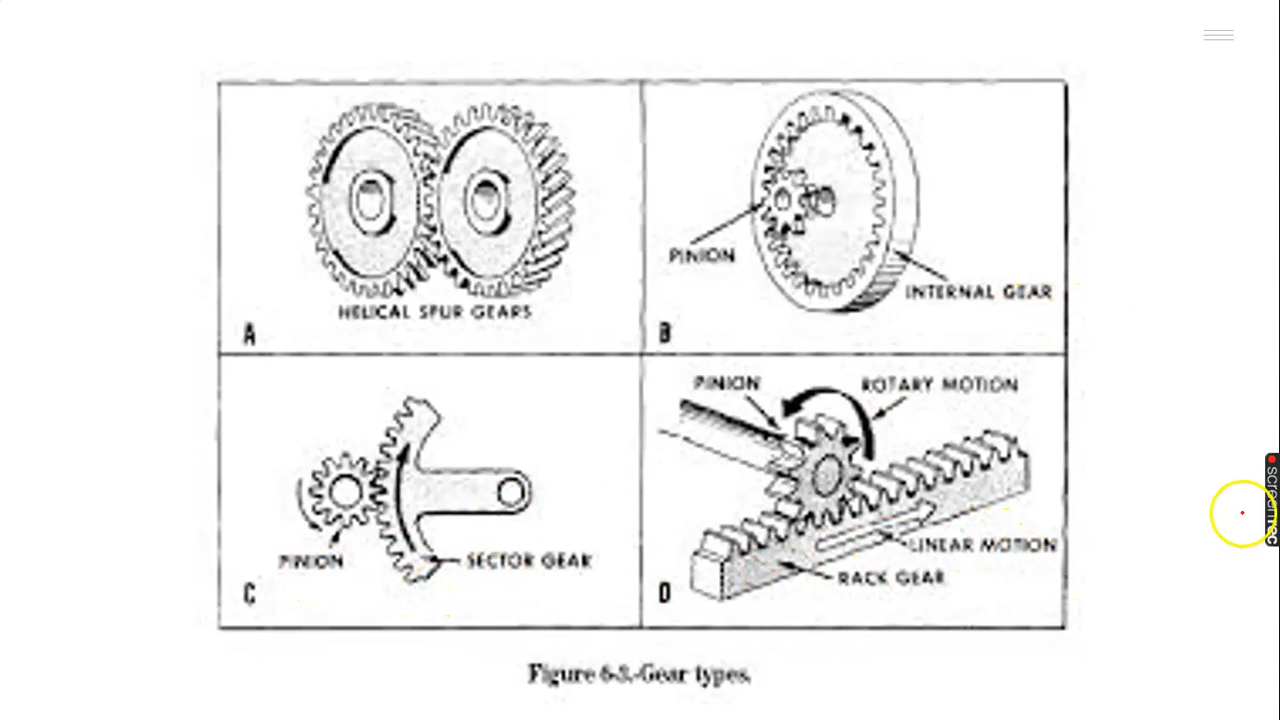 HELICAL SPUR GEARS
A
PINION
INTERNAL GEAR
B
PINION
SECTOR GEAR
C
PINION
ROTARY MOTION
LINEAR MOTION
RACK GEAR
D
Figure 6-3.-Gear types.
screencec